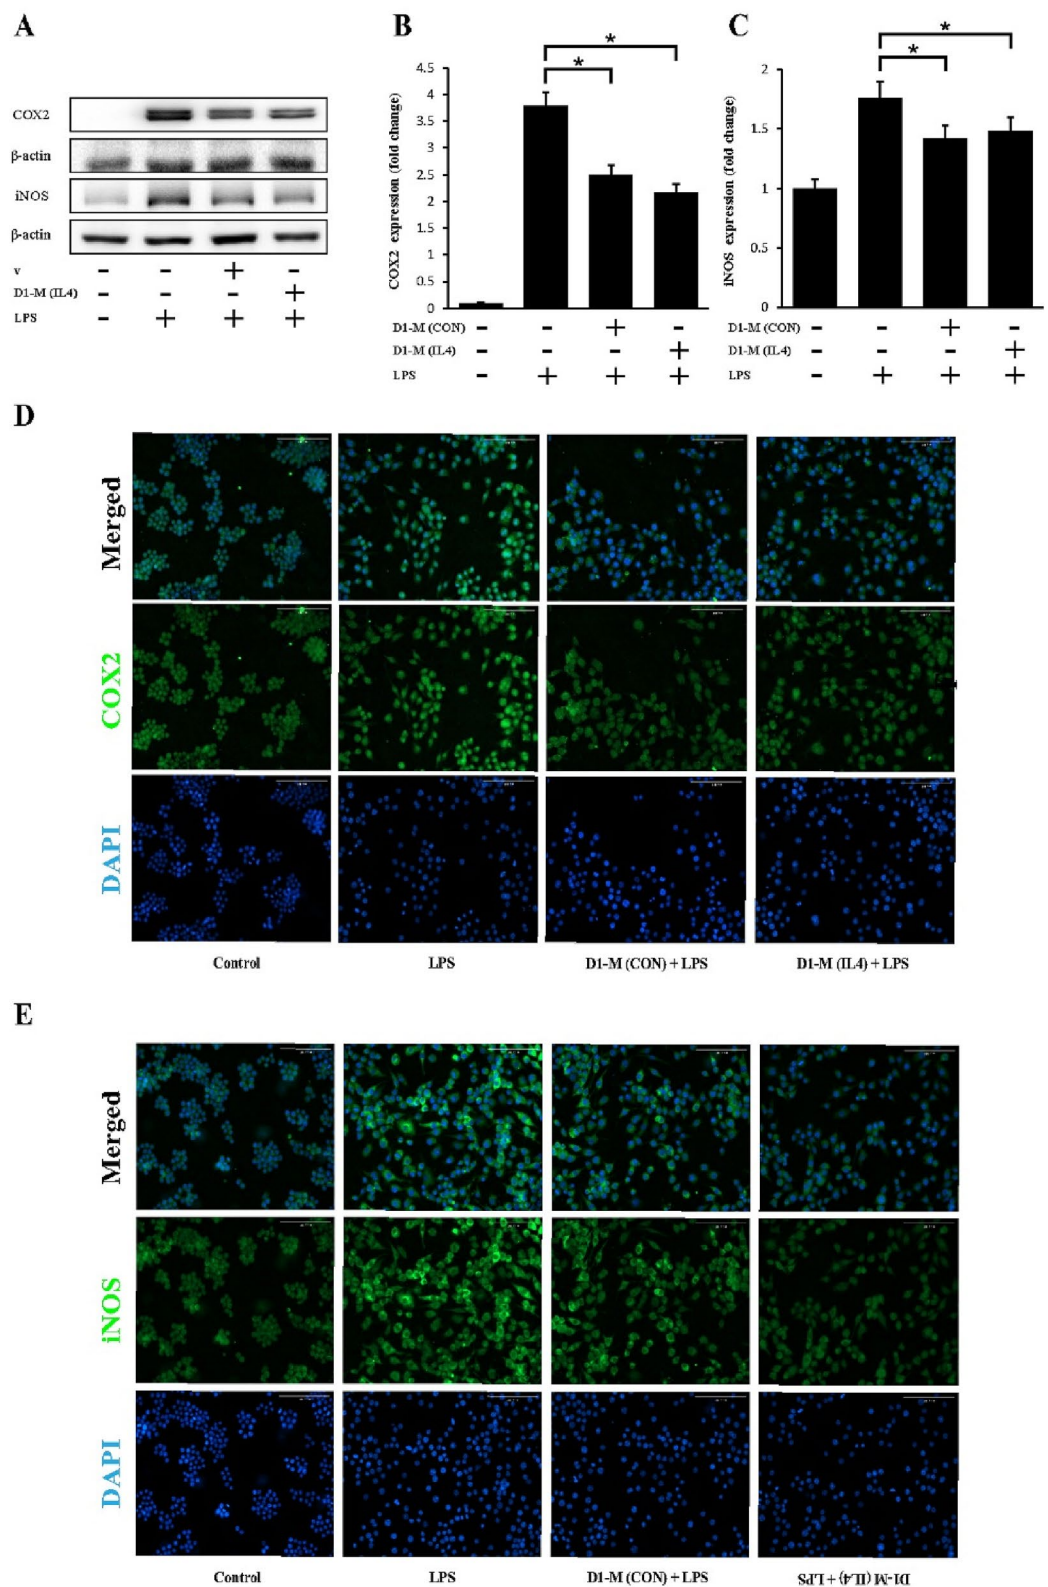 A
COX2
β-actin
iNOS
β-actin
v - - + -
D1-M (IL4) - - - +
LPS - + + +
B
* *
COX2 expression (fold change)
4.5
4
3.5
3
2.5
2
1.5
1
0.5
0
D1-M (CON) - - + -
D1-M (IL4) - - - +
LPS - + + +
C
* *
iNOS expression (fold change)
2
1.5
1
0.5
0
D1-M (CON) - - + -
D1-M (IL4) - - - +
LPS - + + +
D
Merged
COX2
DAPI
Control LPS D1-M (CON) + LPS D1-M (IL4) + LPS
E
Merged
iNOS
DAPI
Control LPS D1-M (CON) + LPS D1-M (IL4) + LPS